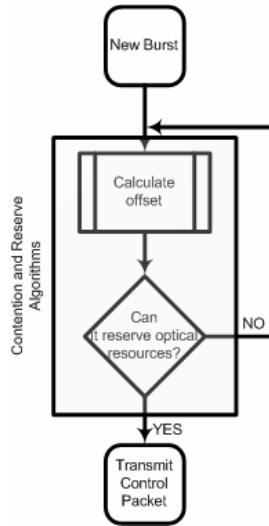 New Burst
Contention and Reserve
Algorithms
Calculate
offset
Can
it reserve optical
resources?
NO
YES
Transmit
Control
Packet